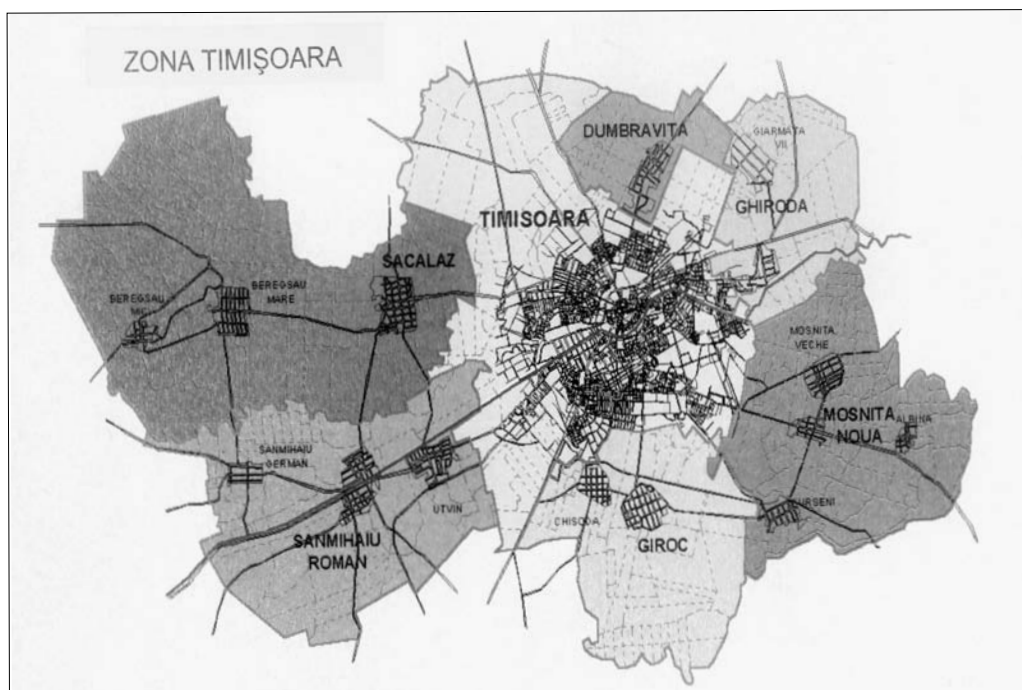 ZONA TIMIŞOARA
DUMBRAVITA
GIARMATA
VII
GHIRODA
TIMISOARA
SACALAZ
BEREGSAU
MARE
BEREGSAU
MIC
MOSNITA
VECHE
MOSNITA
NOUA
ALBINA
SANMIHAIU
GERMAN
UTVIN
URSENI
CHISODA
SANMIHAIU
ROMAN
GIROC